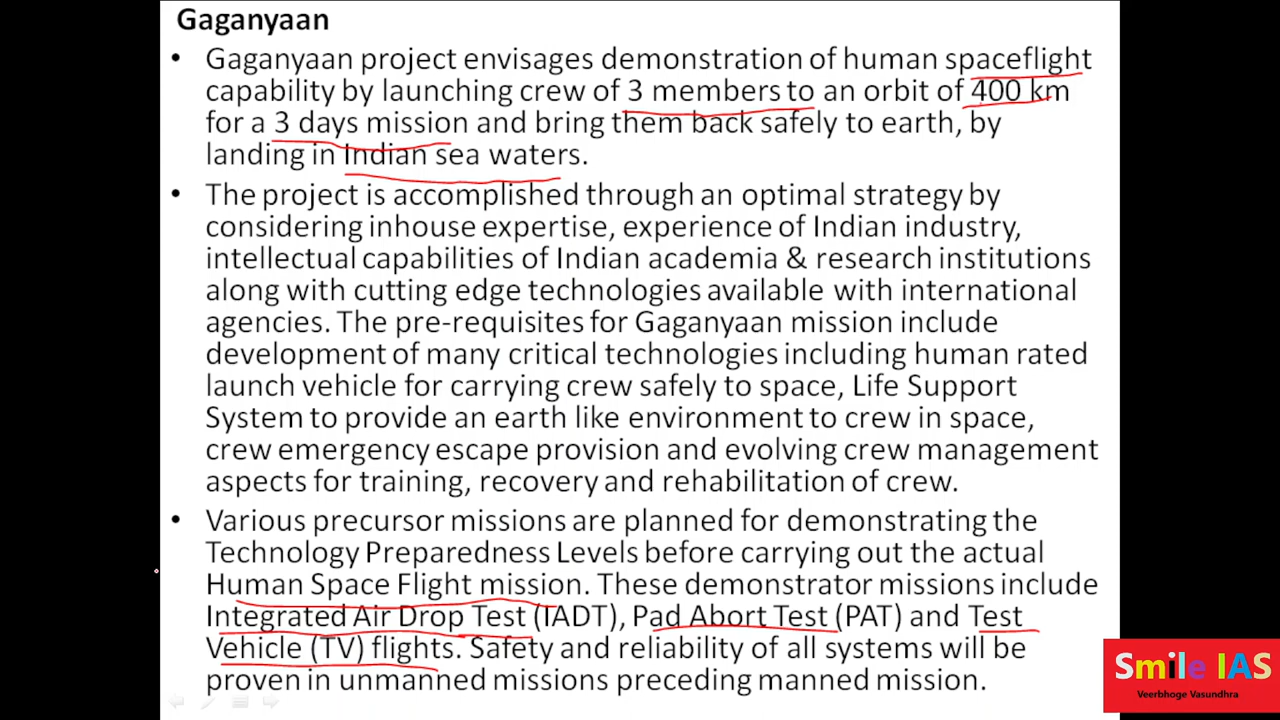 Gaganyaan
• Gaganyaan project envisages demonstration of human spaceflight
capability by launching crew of 3 members to an orbit of 400 km
for a 3 days mission and bring them back safely to earth, by
landing in Indian sea waters.
• The project is accomplished through an optimal strategy by
considering inhouse expertise, experience of Indian industry,
intellectual capabilities of Indian academia & research institutions
along with cutting edge technologies available with international
agencies. The pre-requisites for Gaganyaan mission include
development of many critical technologies including human rated
launch vehicle for carrying crew safely to space, Life Support
System to provide an earth like environment to crew in space,
crew emergency escape provision and evolving crew management
aspects for training, recovery and rehabilitation of crew.
• Various precursor missions are planned for demonstrating the
Technology Preparedness Levels before carrying out the actual
Human Space Flight mission. These demonstrator missions include
Integrated Air Drop Test (IADT), Pad Abort Test (PAT) and Test
Vehicle (TV) flights. Safety and reliability of all systems will be
proven in unmanned missions preceding manned mission.
Smile IAS
Veerbhoge Vasundhra